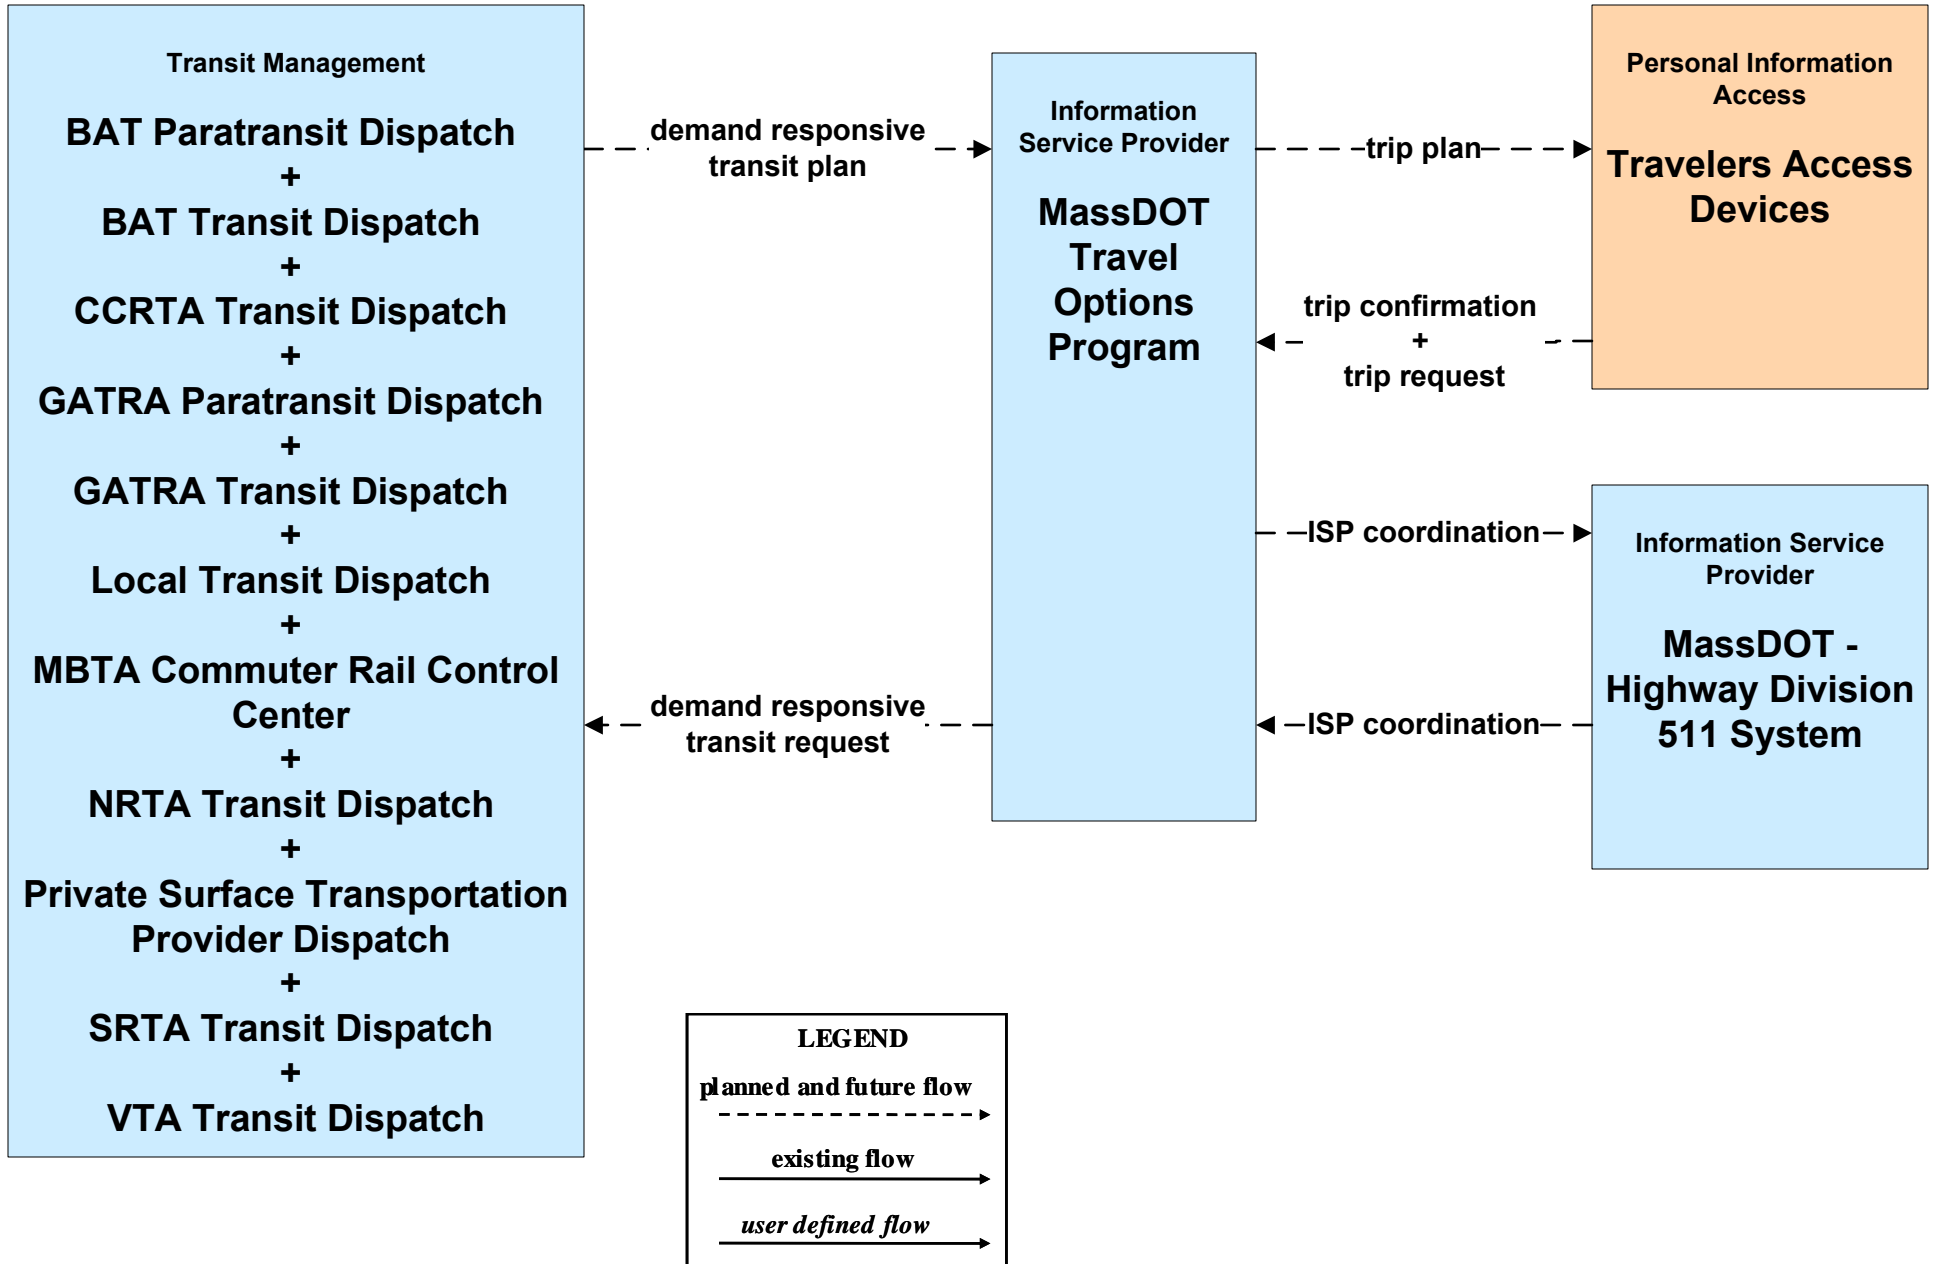 Transit Management
BAT Paratransit Dispatch
+
BAT Transit Dispatch
+
CCRTA Transit Dispatch
+
GATRA Paratransit Dispatch
+
GATRA Transit Dispatch
+
Local Transit Dispatch
+
MBTA Commuter Rail Control
Center
+
NRTA Transit Dispatch
+
Private Surface Transportation
Provider Dispatch
+
SRTA Transit Dispatch
+
VTA Transit Dispatch
demand responsive
transit plan
demand responsive
transit request
Information
Service Provider
MassDOT
Travel
Options
Program
trip plan
trip confirmation
+
trip request
ISP coordination
ISP coordination
Personal Information
Access
Travelers Access
Devices
Information Service
Provider
MassDOT -
Highway Division
511 System
LEGEND
planned and future flow
existing flow
user defined flow